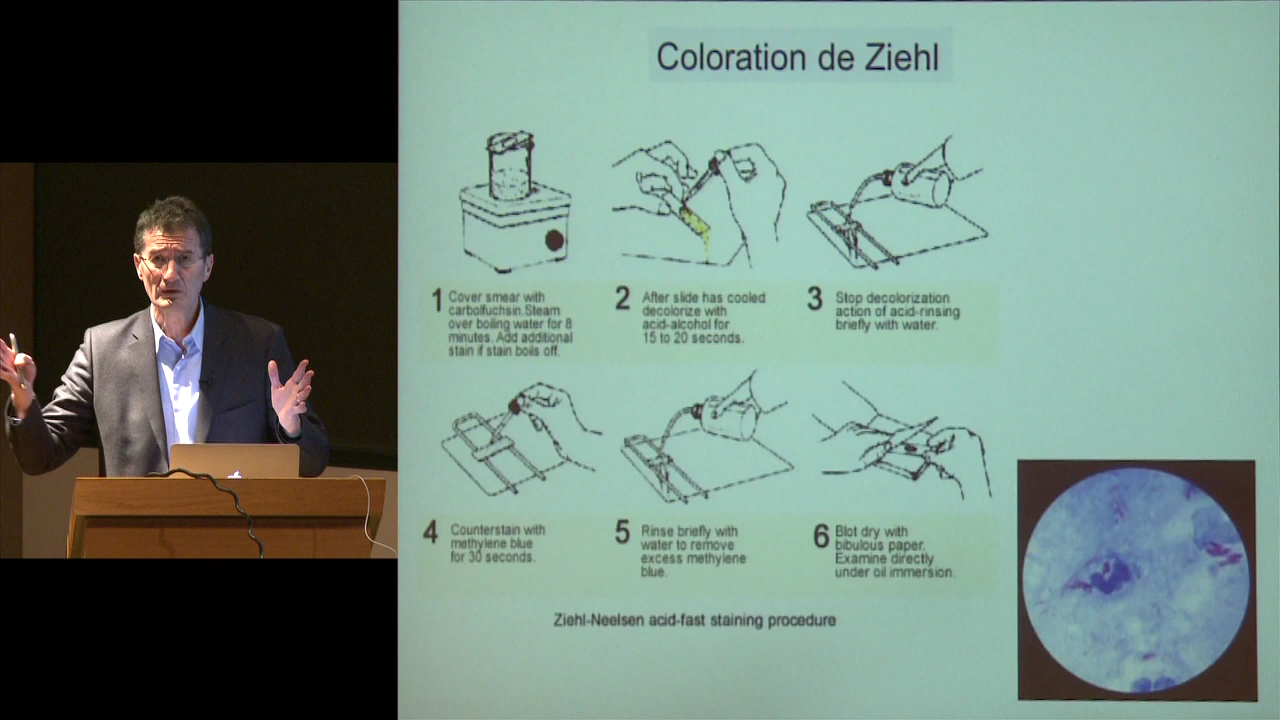 Coloration de Ziehl
1 Cover smear with
carbolfuchsin.Steam
over boiling water for 8
minutes. Add additional
stain if stain boils off.
2 After slide has cooled
decolorize with
acid-alcohol for
15 to 20 seconds.
3 Stop decolorization
action of acid-rinsing
briefly with water.
4 Counterstain with
methylene blue
for 30 seconds.
5 Rinse briefly with
water to remove
excess methylene
blue.
6 Blot dry with
bibulous paper.
Examine directly
under oil immersion.
Ziehl-Neelsen acid-fast staining procedure